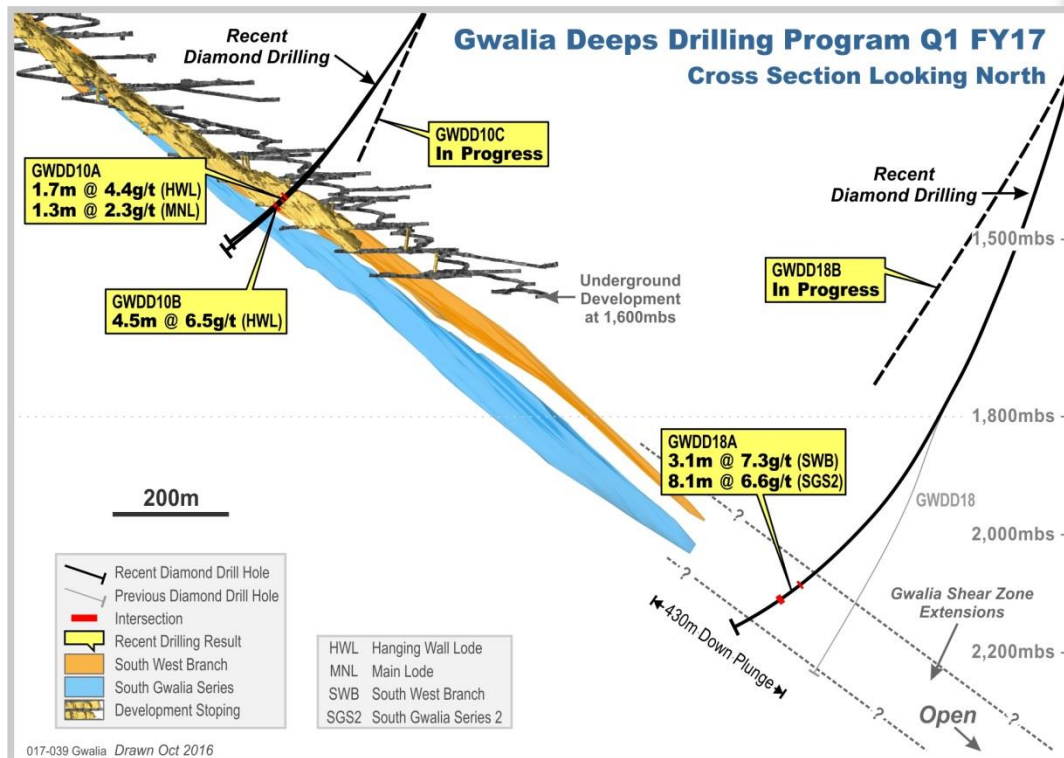 Gwalia Deeps Drilling Program Q1 FY17
Cross Section Looking North
Recent
Diamond Drilling
GWDD10C
In Progress
GWDD10A
1.7m @ 4.4g/t (HWL)
1.3m @ 2.3g/t (MNL)
Recent
Diamond Drilling
1,500mbs
GWDD18B
In Progress
GWDD10B
4.5m @ 6.5g/t (HWL)
Underground
Development
at 1,600mbs
1,800mbs
GWDD18A
3.1m @ 7.3g/t (SWB)
8.1m @ 6.6g/t (SGS2)
GWDD18
200m
?
2,000mbs
?
Gwalia Shear Zone
Extensions
430m Down Plunge
2,200mbs
?
?
Open
Recent Diamond Drill Hole
Previous Diamond Drill Hole
Intersection
Recent Drilling Result
South West Branch
South Gwalia Series
Development Stoping
HWL Hanging Wall Lode
MNL Main Lode
SWB South West Branch
SGS2 South Gwalia Series 2
017-039 Gwalia Drawn Oct 2016